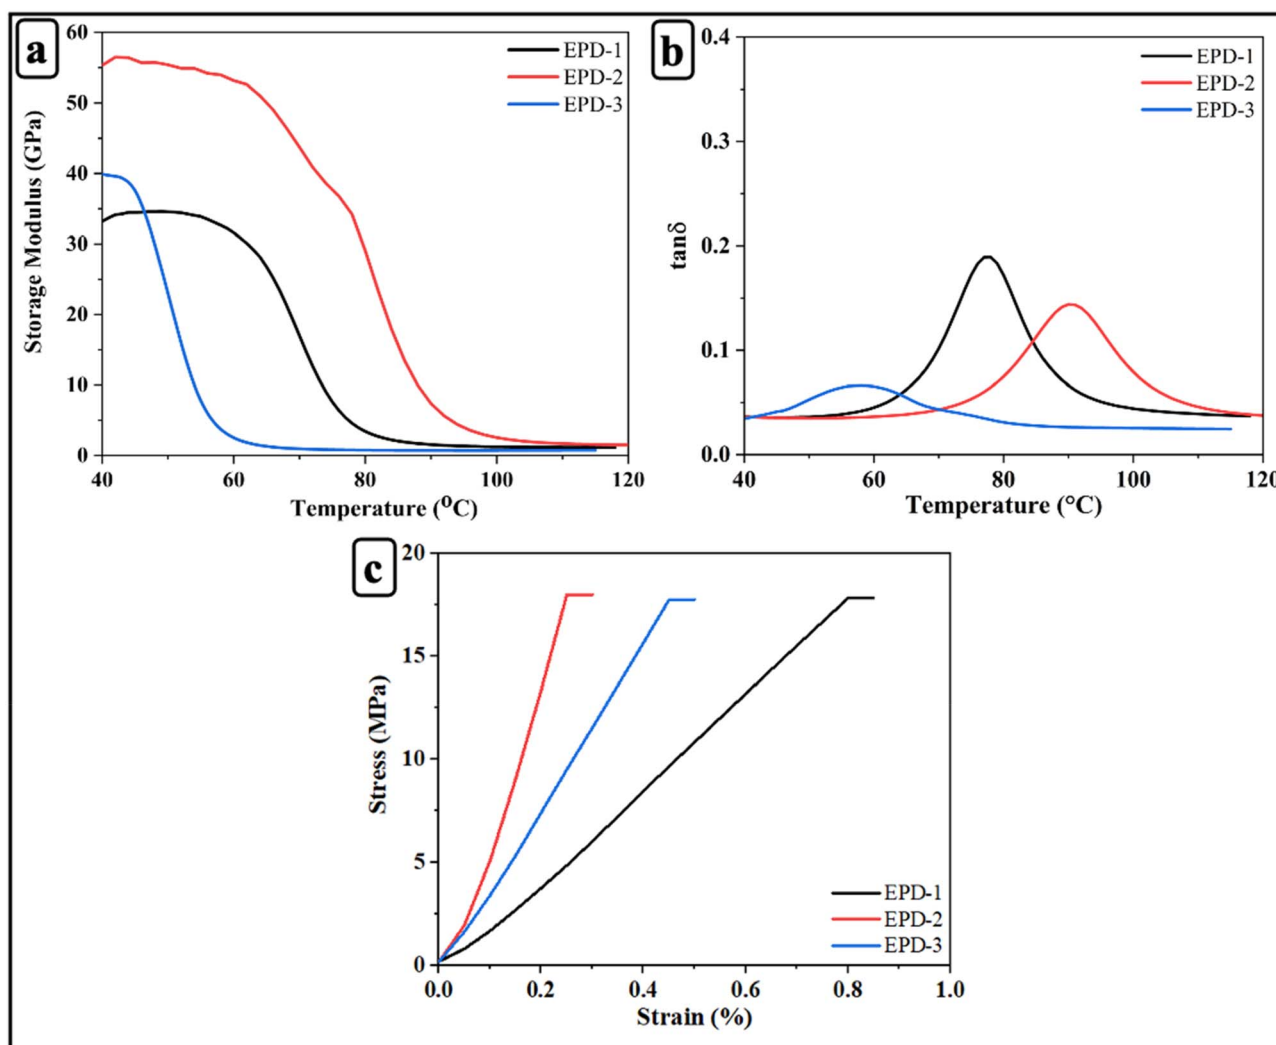 a
60
50
40
30
20
10
0
Storage Modulus (GPa)
EPD-1
EPD-2
EPD-3
40 60 80 100 120
Temperature (°C)
b
0.4
0.3
0.2
0.1
0.0
tanδ
EPD-1
EPD-2
EPD-3
40 60 80 100 120
Temperature (°C)
c
20
15
10
5
0
Stress (MPa)
EPD-1
EPD-2
EPD-3
0.0 0.2 0.4 0.6 0.8 1.0
Strain (%)